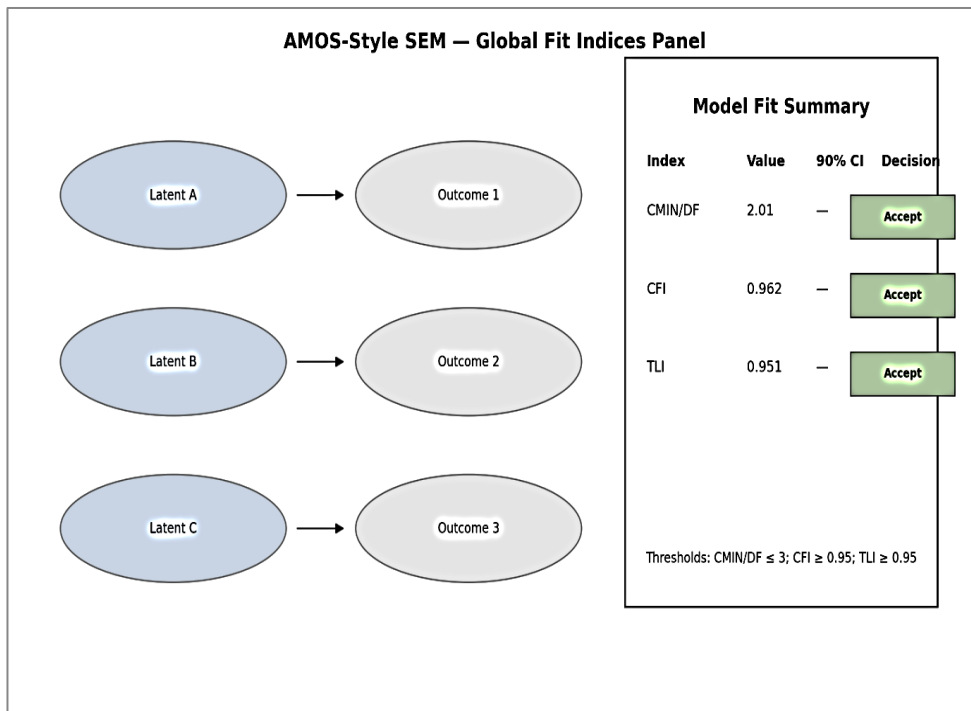 AMOS-Style SEM — Global Fit Indices Panel
Latent A
Outcome 1
Latent B
Outcome 2
Latent C
Outcome 3
Model Fit Summary
Index Value 90% CI Decision
CMIN/DF 2.01 — Accept
CFI 0.962 — Accept
TLI 0.951 — Accept
Thresholds: CMIN/DF ≤ 3; CFI ≥ 0.95; TLI ≥ 0.95